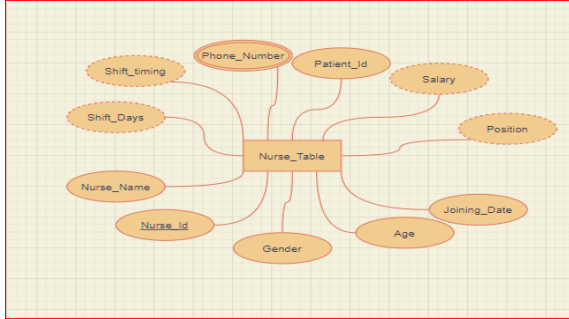 Phone_Number
Patient_Id
Shift_timing
Salary
Shift_Days
Position
Nurse_Table
Nurse_Name
Joining_Date
Nurse_Id
Age
Gender